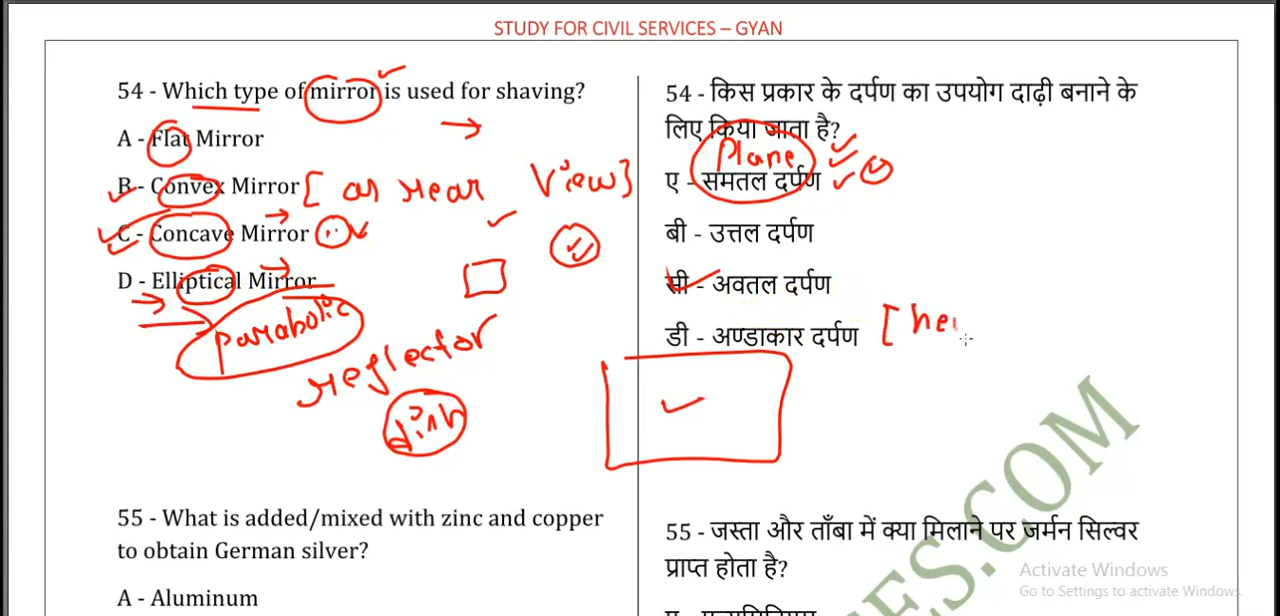 STUDY FOR CIVIL SERVICES – GYAN
54 - Which type of mirror is used for shaving?
A - Flat Mirror
B - Convex Mirror [ as rear View]
C - Concave Mirror
D - Elliptical Mirror
Parabolic
reflector
dish
55 - What is added/mixed with zinc and copper
to obtain German silver?
A - Aluminum
54 - किस प्रकार के दर्पण का उपयोग दाढ़ी बनाने के
लिए किया जाता है?
Plane
ए - समतल दर्पण
बी - उत्तल दर्पण
सी - अवतल दर्पण
डी - अण्डाकार दर्पण [ he
55 - जस्ता और ताँबा में क्या मिलाने पर जर्मन सिल्वर
प्राप्त होता है?
ES.COM
Activate Windows
Go to Settings to activate Windows.